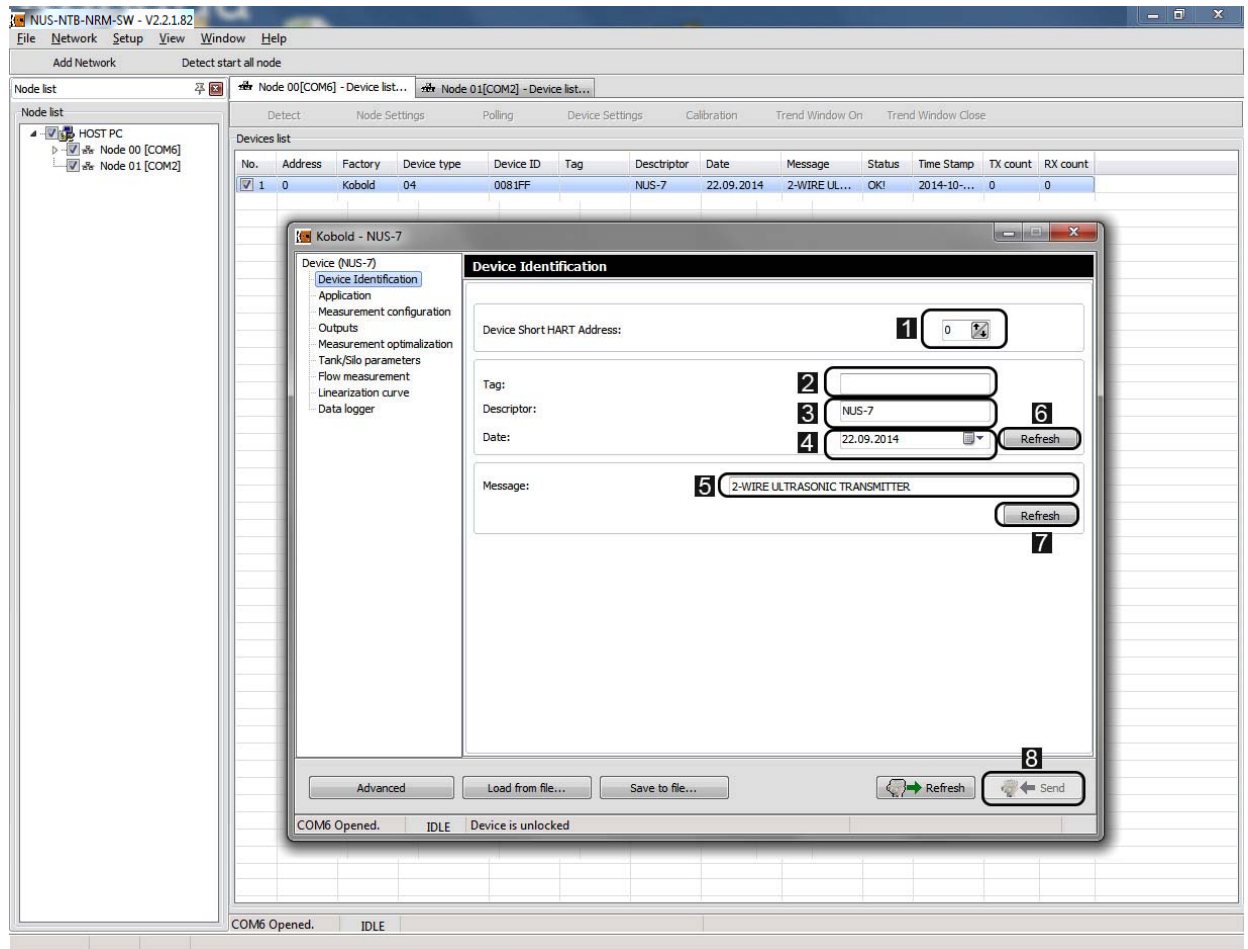 NUS-NTB-NRM-SW - V2.2.1.82
File Network Setup View Window Help
Add Network Detect start all node
Node list
Node 00[COM6] - Device list... Node 01[COM2] - Device list...
Node list
HOST PC
Node 00 [COM6]
Node 01 [COM2]
Detect Node Settings Polling Device Settings Calibration Trend Window On Trend Window Close
Devices list
No. Address Factory Device type Device ID Tag Desctriptor Date Message Status Time Stamp TX count RX count
1 0 Kobold 04 0081FF NUS-7 22.09.2014 2-WIRE UL... OK! 2014-10-... 0 0
Kobold - NUS-7
Device (NUS-7)
Device Identification
Application
Measurement configuration
Outputs
Measurement optimalization
Tank/Silo parameters
Flow measurement
Linearization curve
Data logger
Device Identification
Device Short HART Address: 1 0
Tag: 2
Descriptor: 3 NUS-7
6
Date: 4 22.09.2014 Refresh
Message: 5 2-WIRE ULTRASONIC TRANSMITTER
Refresh
7
8
Advanced Load from file... Save to file... Refresh Send
COM6 Opened. IDLE Device is unlocked
COM6 Opened. IDLE